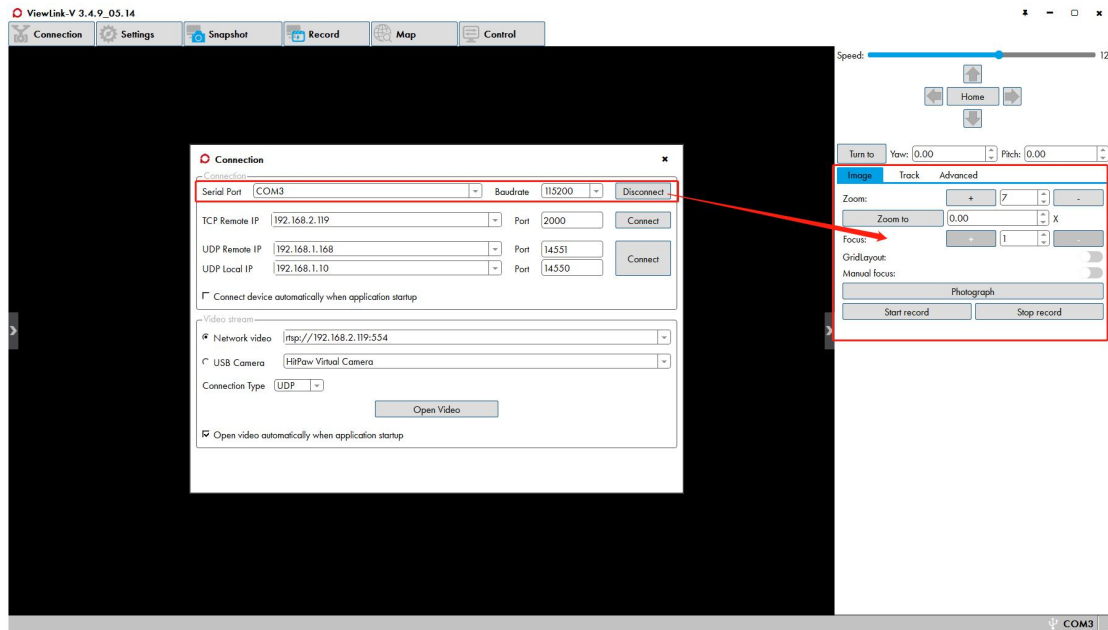 ViewLink-V 3.4.9_05.14
Connection Settings Snapshot Record Map Control
Speed: 12
Home
Turn to Yaw: 0.00 Pitch: 0.00
Image Track Advanced
Zoom: + 7 -
Zoom to 0.00 X
Focus: + 1 -
GridLayout:
Manual focus:
Photograph
Start record Stop record
Connection
Connection
Serial Port COM3 Baudrate 115200 Disconnect
TCP Remote IP 192.168.2.119 Port 2000 Connect
UDP Remote IP 192.168.1.168 Port 14551
UDP Local IP 192.168.1.10 Port 14550
Connect
Connect device automatically when application startup
Video stream
Network video rtsp://192.168.2.119:554
USB Camera HitPaw Virtual Camera
Connection Type UDP
Open Video
Open video automatically when application startup
COM3